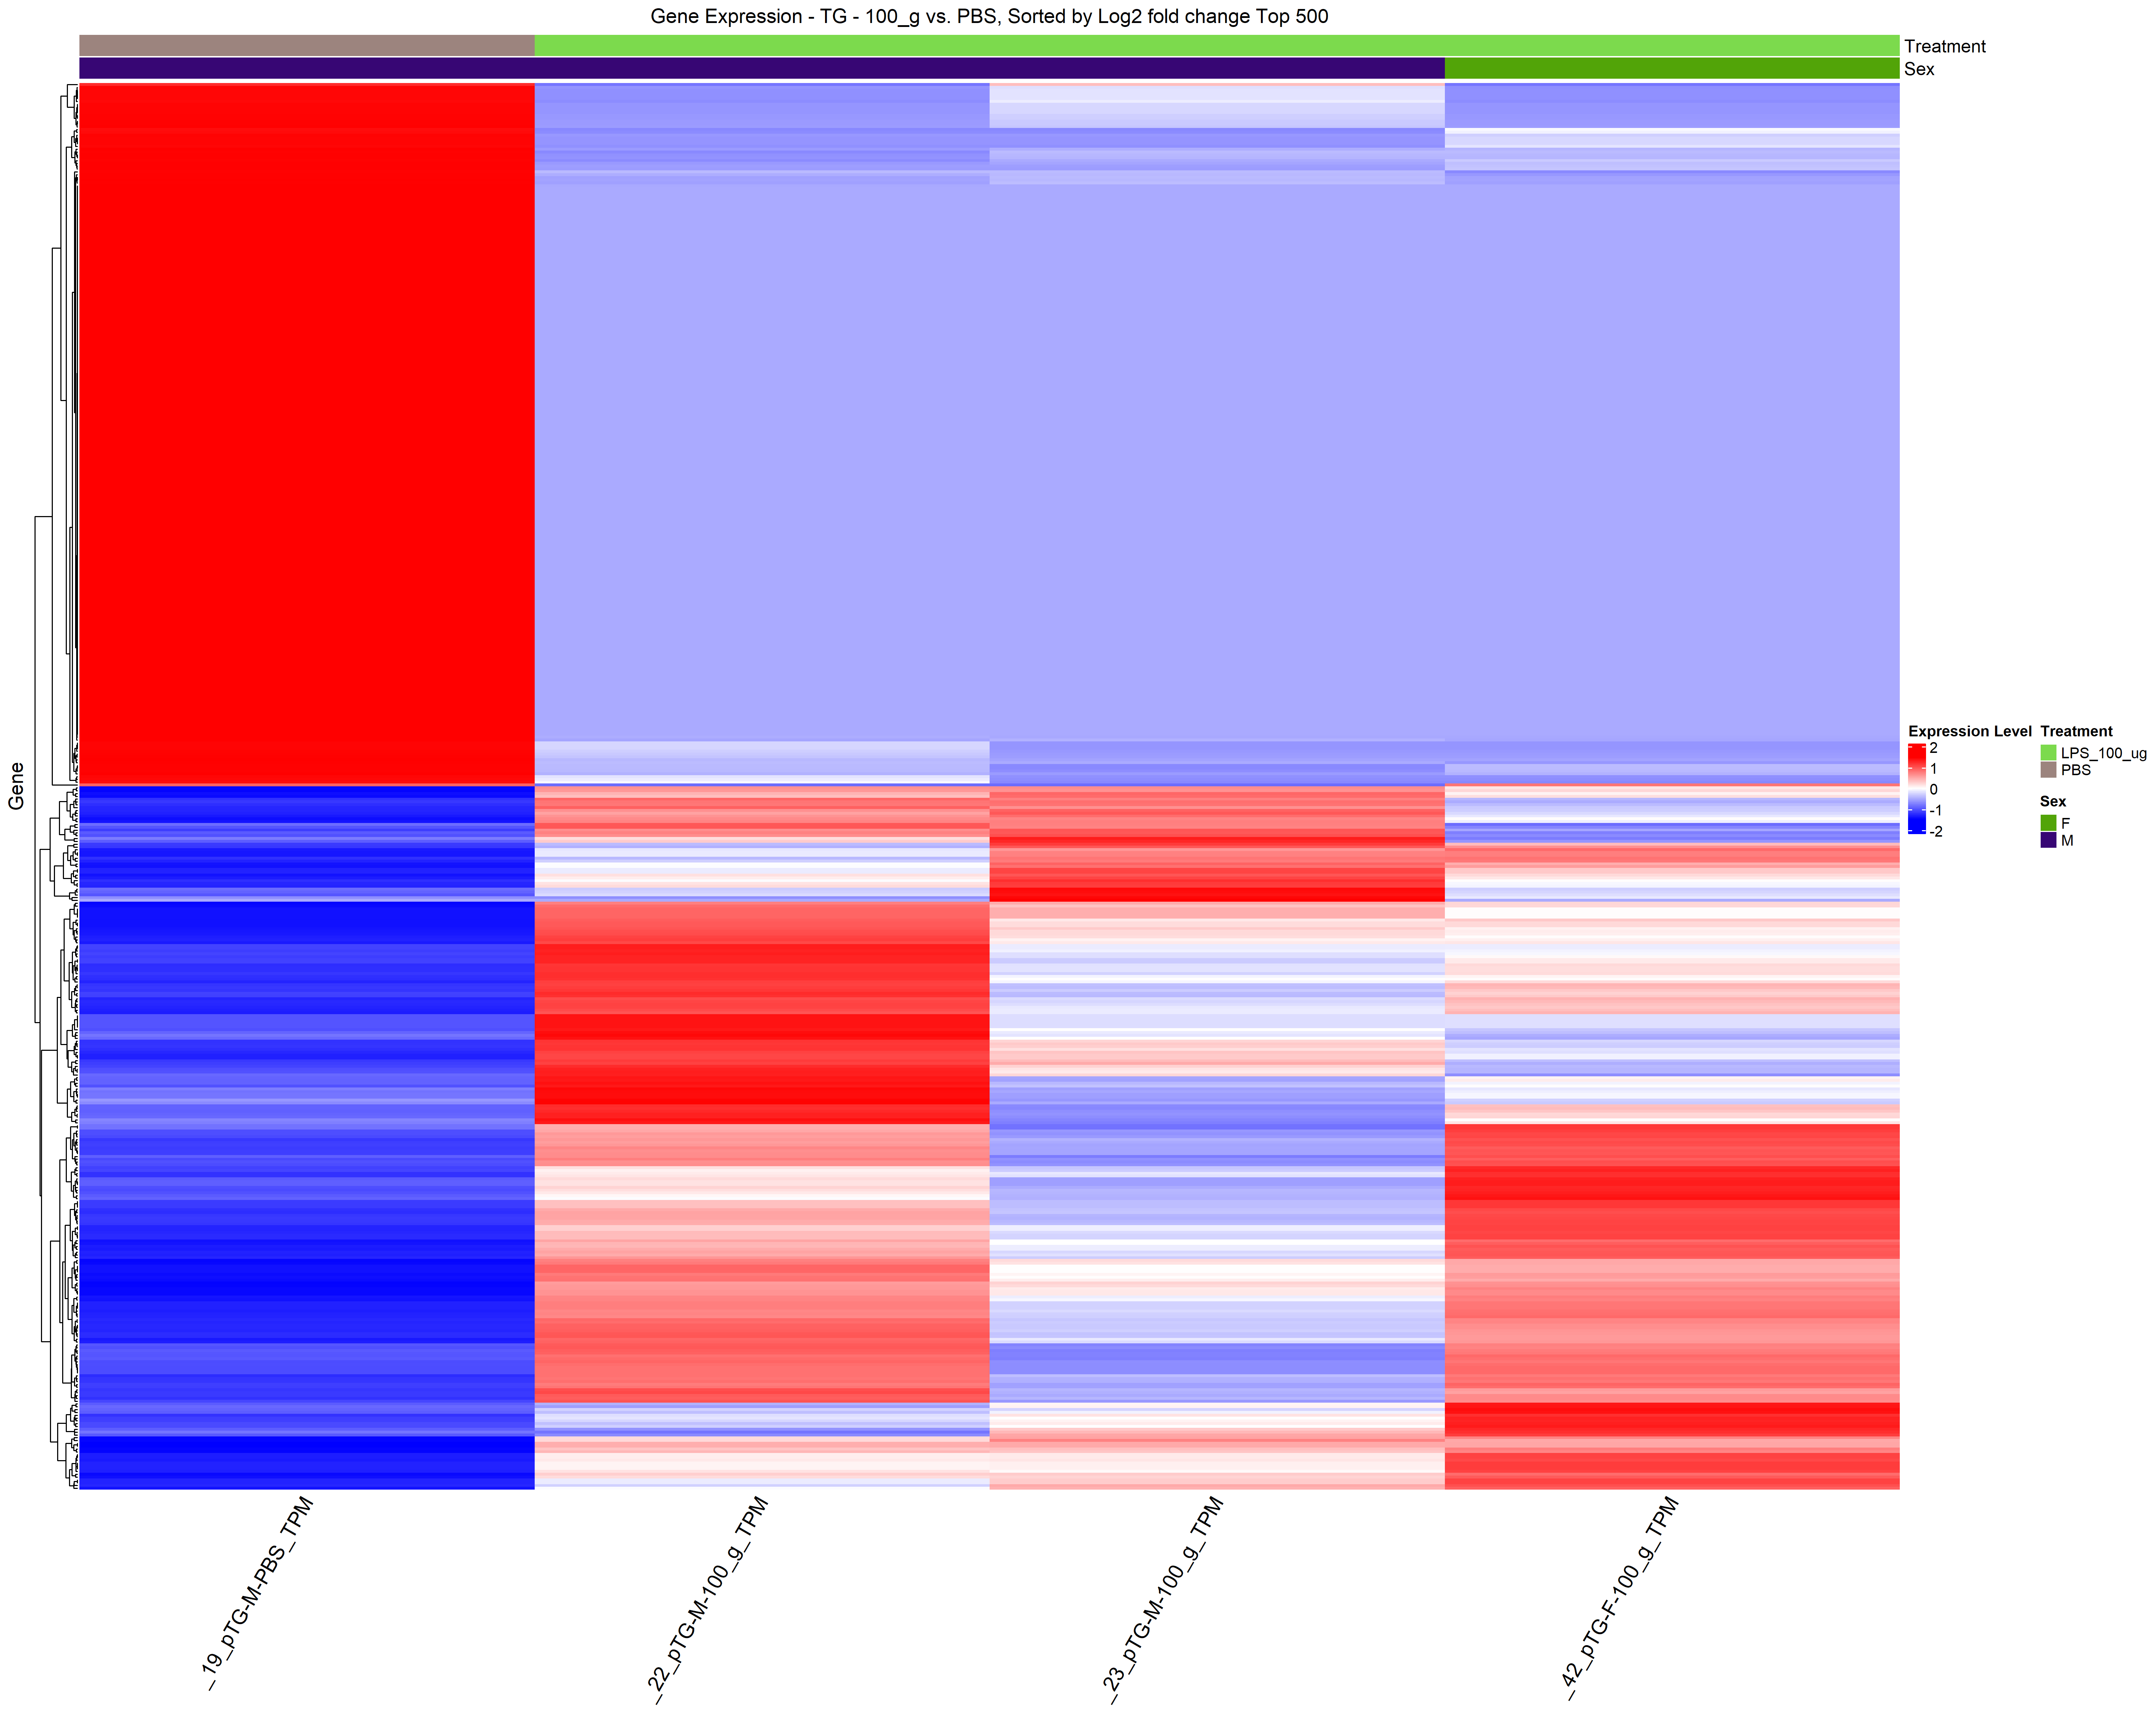 Gene Expression - TG - 100_g vs. PBS, Sorted by Log2 fold change Top 500
Treatment
Sex
Gene
Expression Level
2
1
0
-1
-2
Treatment
LPS_100_ug
PBS
Sex
F
M
_19_pTG-M-PBS_TPM
_22_pTG-M-100_g_TPM
_23_pTG-M-100_g_TPM
_42_pTG-F-100_g_TPM